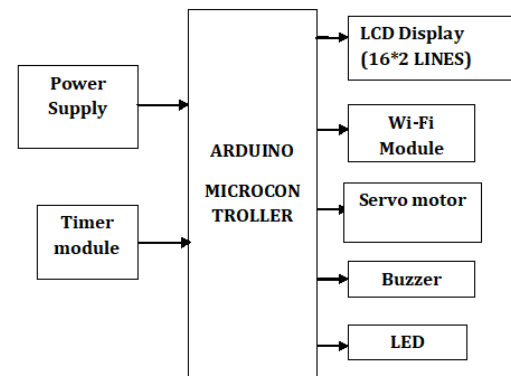 Power
Supply
Timer
module
ARDUINO
MICROCON
TROLLER
LCD Display
(16*2 LINES)
Wi-Fi
Module
Servo motor
Buzzer
LED